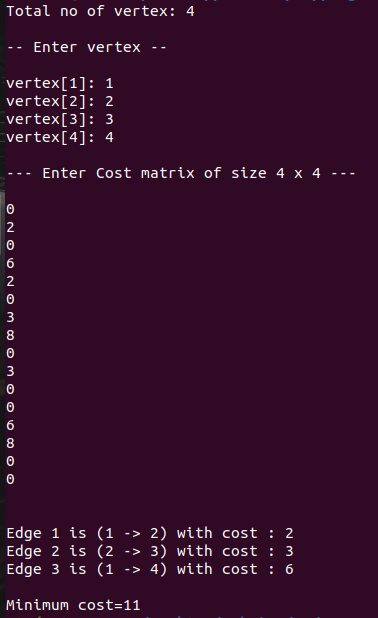 Total no of vertex: 4
-- Enter vertex --
vertex[1]: 1
vertex[2]: 2
vertex[3]: 3
vertex[4]: 4
--- Enter Cost matrix of size 4 x 4 ---
0
2
0
6
2
0
3
8
0
3
0
0
6
8
0
0
Edge 1 is (1 -> 2) with cost : 2
Edge 2 is (2 -> 3) with cost : 3
Edge 3 is (1 -> 4) with cost : 6
Minimum cost=11